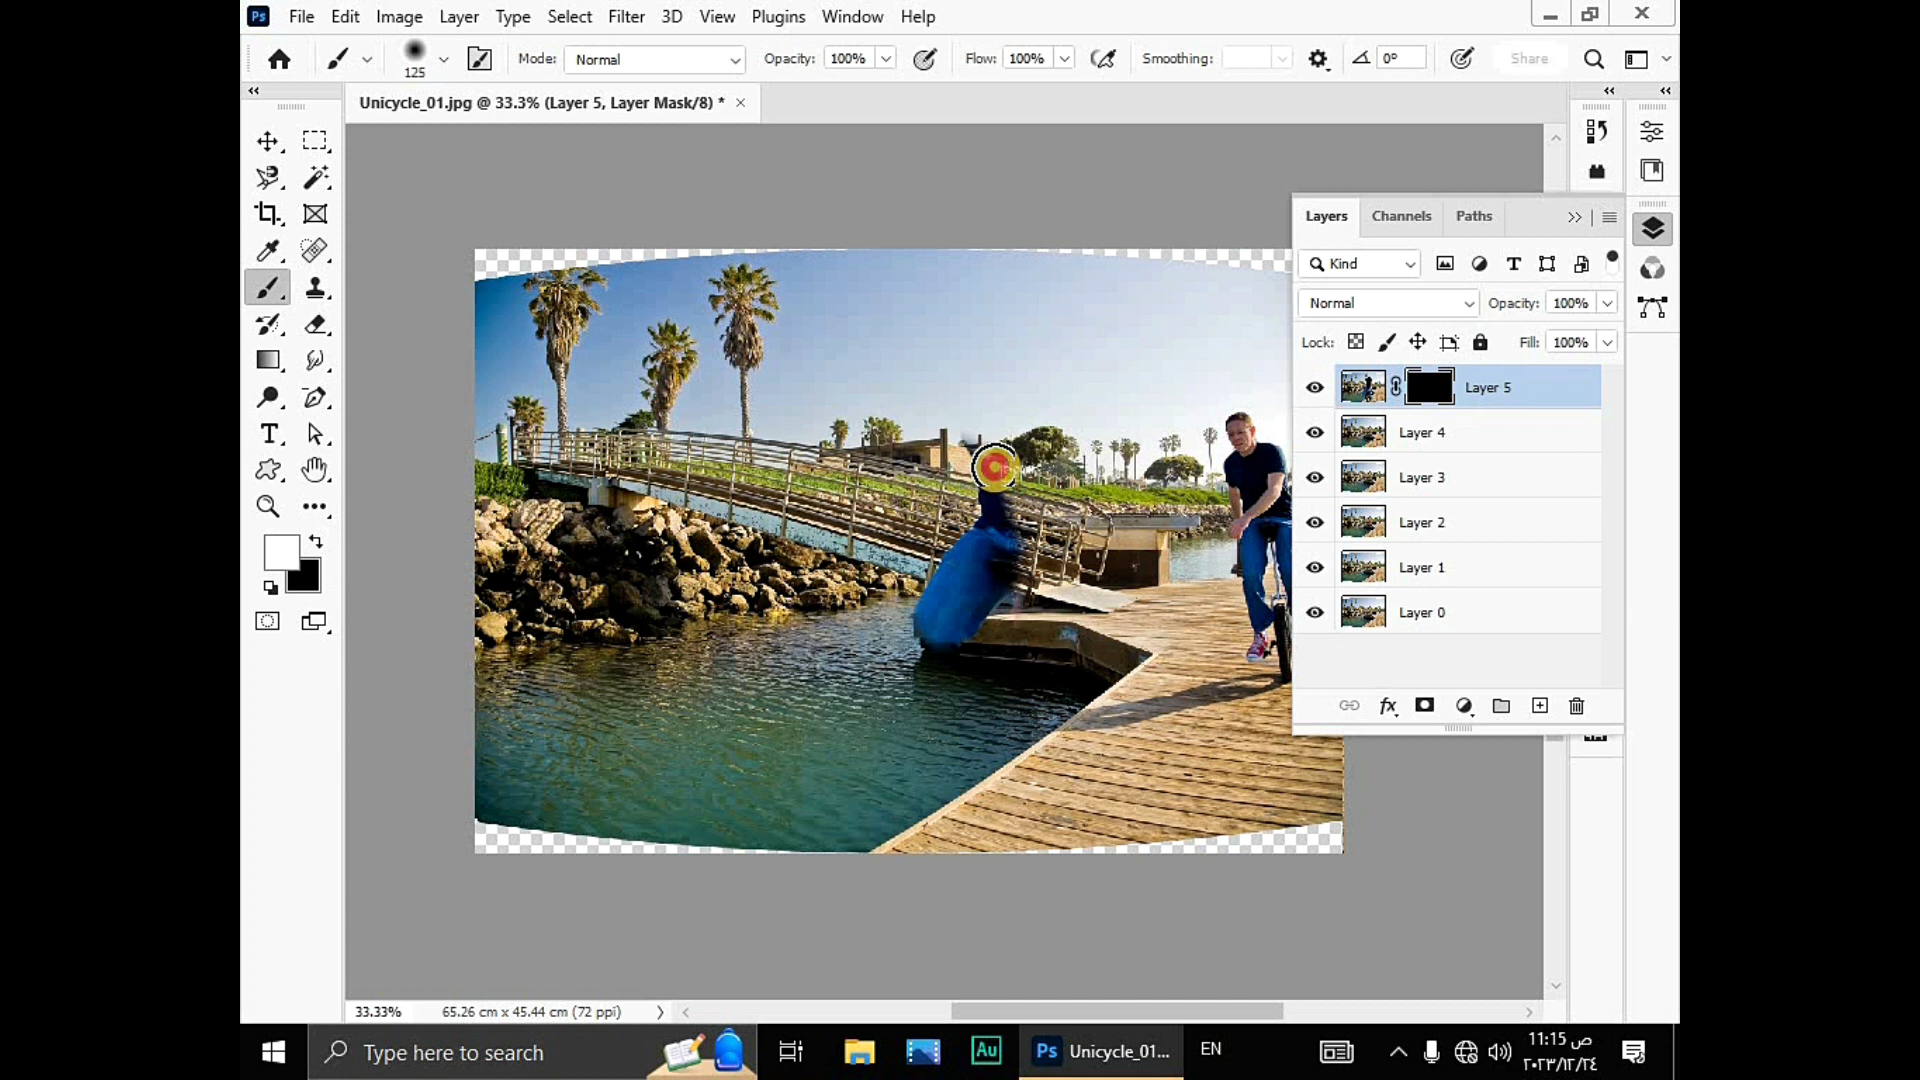 Ps File Edit Image Layer Type Select Filter 3D View Plugins Window Help
125 Mode: Normal Opacity: 100% Flow: 100% Smoothing: 0° Share
Unicycle_01.jpg @ 33.3% (Layer 5, Layer Mask/8) *
Layers Channels Paths
Kind
Normal Opacity: 100%
Lock: Fill: 100%
Layer 5
Layer 4
Layer 3
Layer 2
Layer 1
Layer 0
33.33% 65.26 cm x 45.44 cm (72 ppi)
Type here to search
Au
Ps Unicycle_01...
EN
11:15 ص
٢٠٢٣/١٢/٢٤